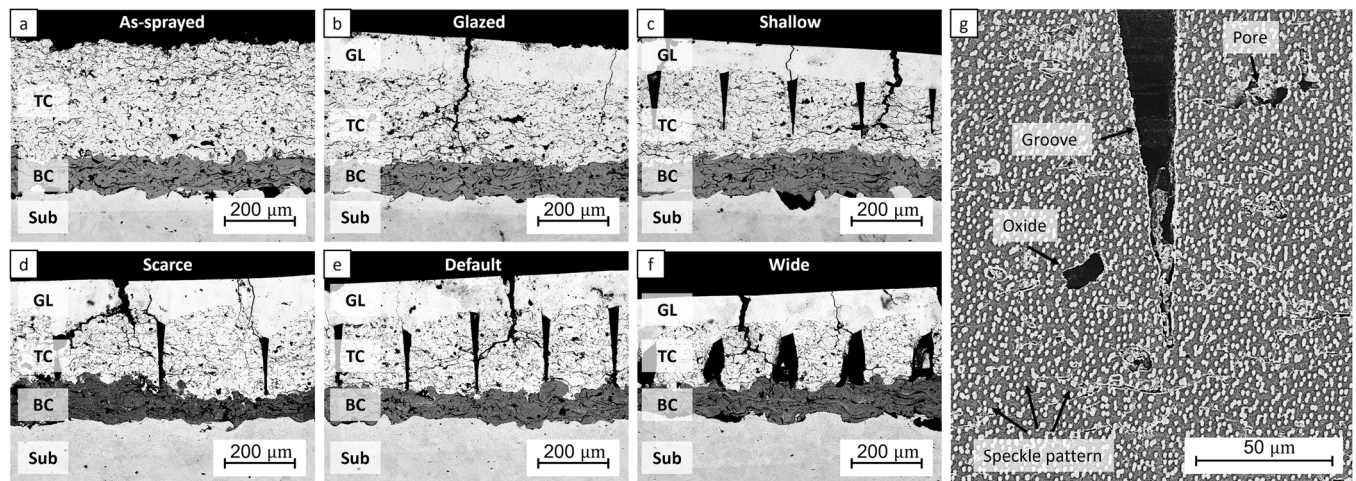 a
As-sprayed
TC
BC
Sub
200 μm
b
Glazed
GL
TC
BC
Sub
200 μm
c
Shallow
GL
TC
BC
Sub
200 μm
d
Scarce
GL
TC
BC
Sub
200 μm
e
Default
GL
TC
BC
Sub
200 μm
f
Wide
GL
TC
BC
Sub
200 μm
g
Pore
Groove
Oxide
Speckle pattern
50 μm